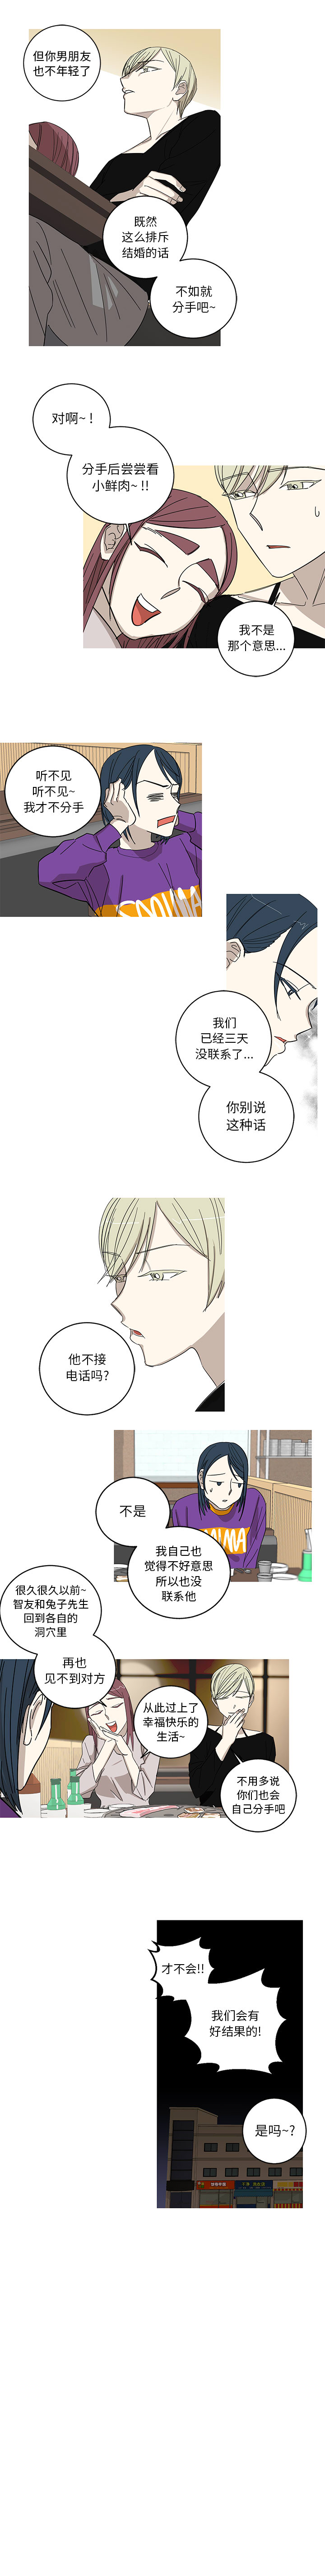 但你男朋友
也不年轻了
既然
这么排斥
结婚的话
不如就
分手吧~
对啊~!
分手后尝尝看
小鲜肉~!!
我不是
那个意思...
听不见
听不见~
我才不分手
我们
已经三天
没联系了...
你别说
这种话
他不接
电话吗?
不是
我自己也
觉得不好意思
所以也没
联系他
很久很久以前~
智友和兔子先生
回到各自的
洞穴里
再也
见不到对方
从此过上了
幸福快乐的
生活~
不用多说
你们也会
自己分手吧
才不会!!
我们会有
好结果的!
是吗~?